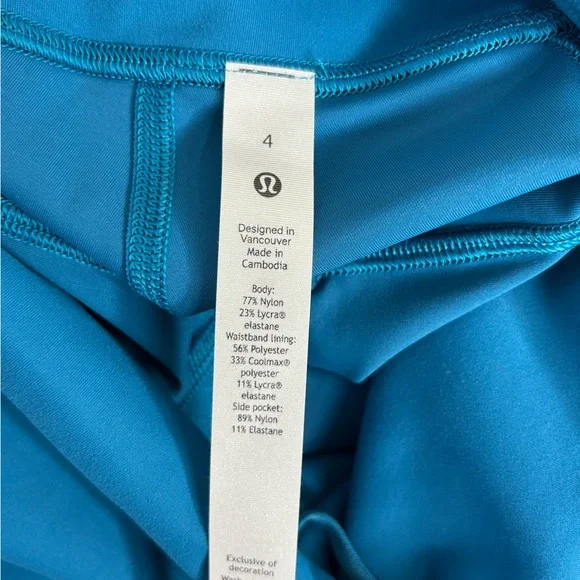 4
Designed in
Vancouver
Made in
Cambodia
Body:
77% Nylon
23% Lycra®
elastane
Waistband lining:
56% Polyester
33% Coolmax®
polyester
11% Lycra®
elastane
Side pocket:
89% Nylon
11% Elastane
Exclusive of
decoration